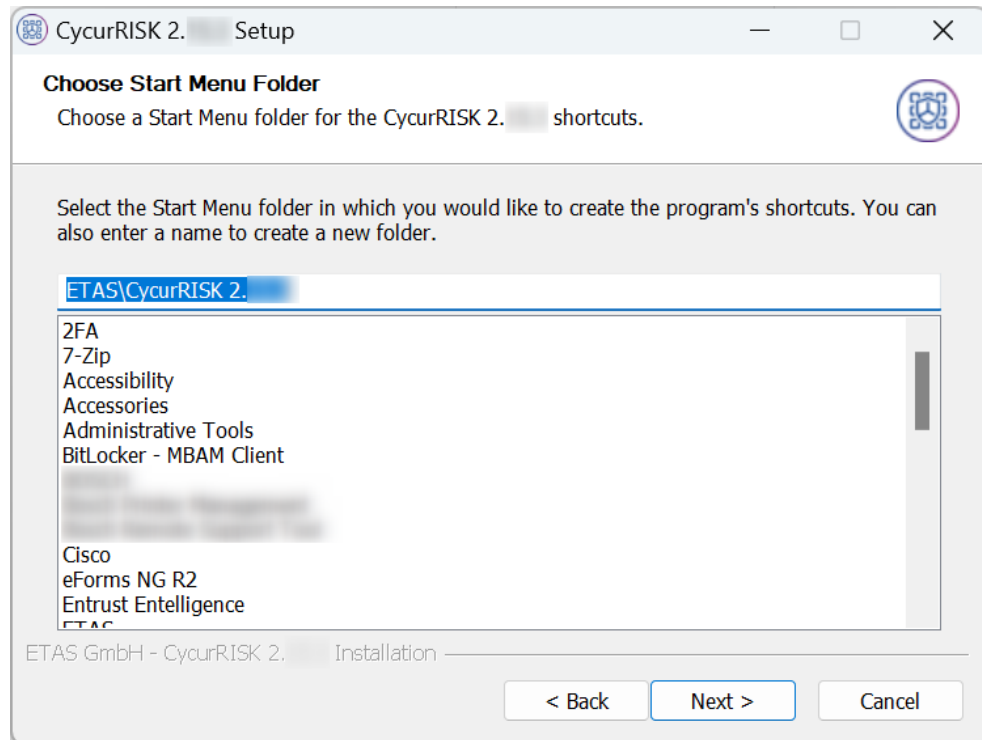 CycurRISK 2. Setup
Choose Start Menu Folder
Choose a Start Menu folder for the CycurRISK 2. shortcuts.
Select the Start Menu folder in which you would like to create the program's shortcuts. You can
also enter a name to create a new folder.
ETAS\CycurRISK 2.
2FA
7-Zip
Accessibility
Accessories
Administrative Tools
BitLocker - MBAM Client
Cisco
eForms NG R2
Entrust Entelligence
ETAS
ETAS GmbH - CycurRISK 2. Installation
< Back
Next >
Cancel